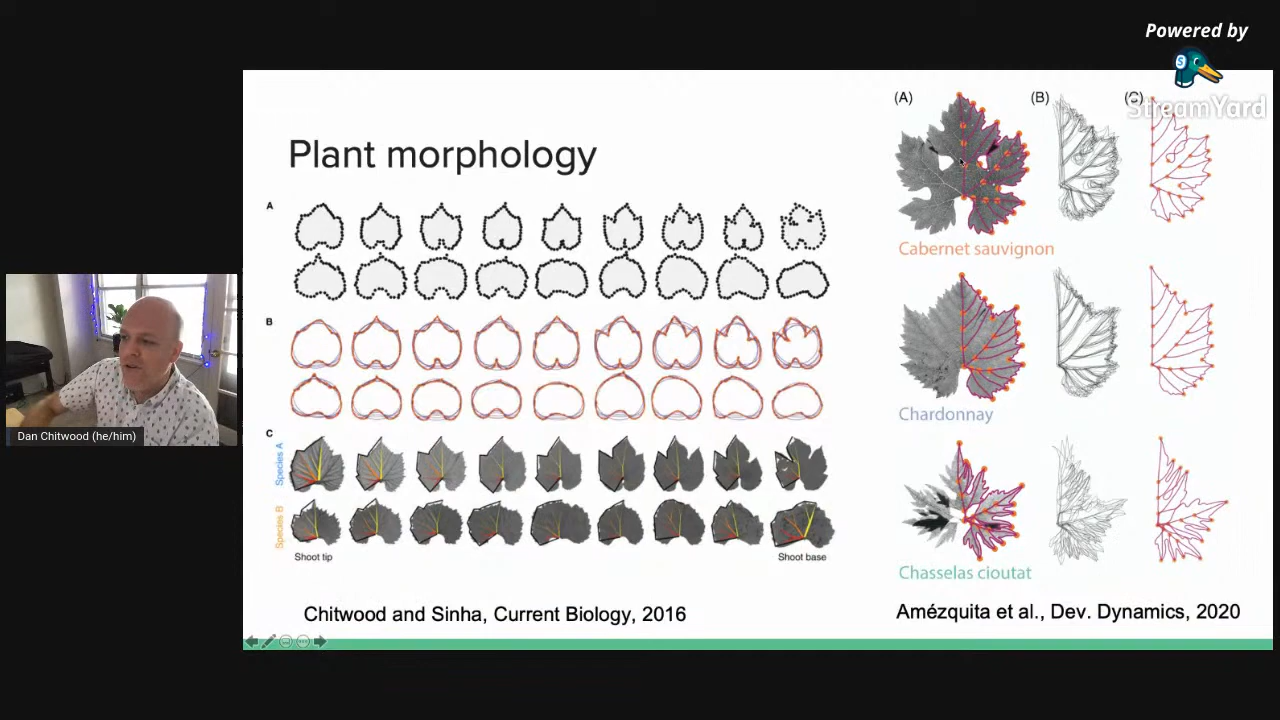 Powered by
StreamYard
Plant morphology
A
B
C
Species A
Species B
Shoot tip
Shoot base
Chitwood and Sinha, Current Biology, 2016
(A)
(B)
(C)
Cabernet sauvignon
Chardonnay
Chasselas cioutat
Amézquita et al., Dev. Dynamics, 2020
Dan Chitwood (he/him)